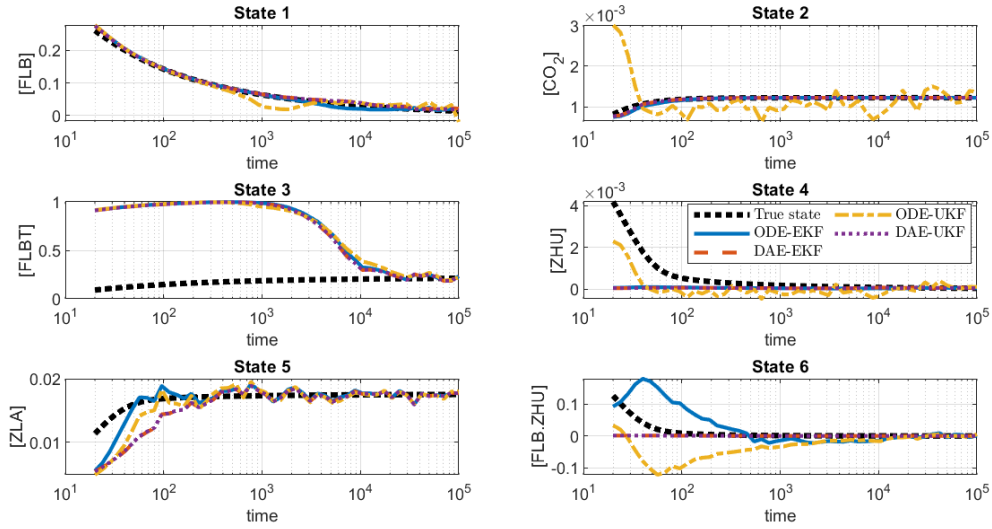 State 1
[FLB]
0.2
0.1
0
10^1 10^2 10^3 10^4 10^5
time
State 2
×10^-3
[CO_2]
3
2
1
10^1 10^2 10^3 10^4 10^5
time
State 3
[FLBT]
1
0.5
0
10^1 10^2 10^3 10^4 10^5
time
State 4
×10^-3
[ZHU]
4
2
0
True state
ODE-EKF
DAE-EKF
ODE-UKF
DAE-UKF
10^1 10^2 10^3 10^4 10^5
time
State 5
[ZLA]
0.02
0.01
10^1 10^2 10^3 10^4 10^5
time
State 6
[FLB.ZHU]
0.1
0
-0.1
10^1 10^2 10^3 10^4 10^5
time